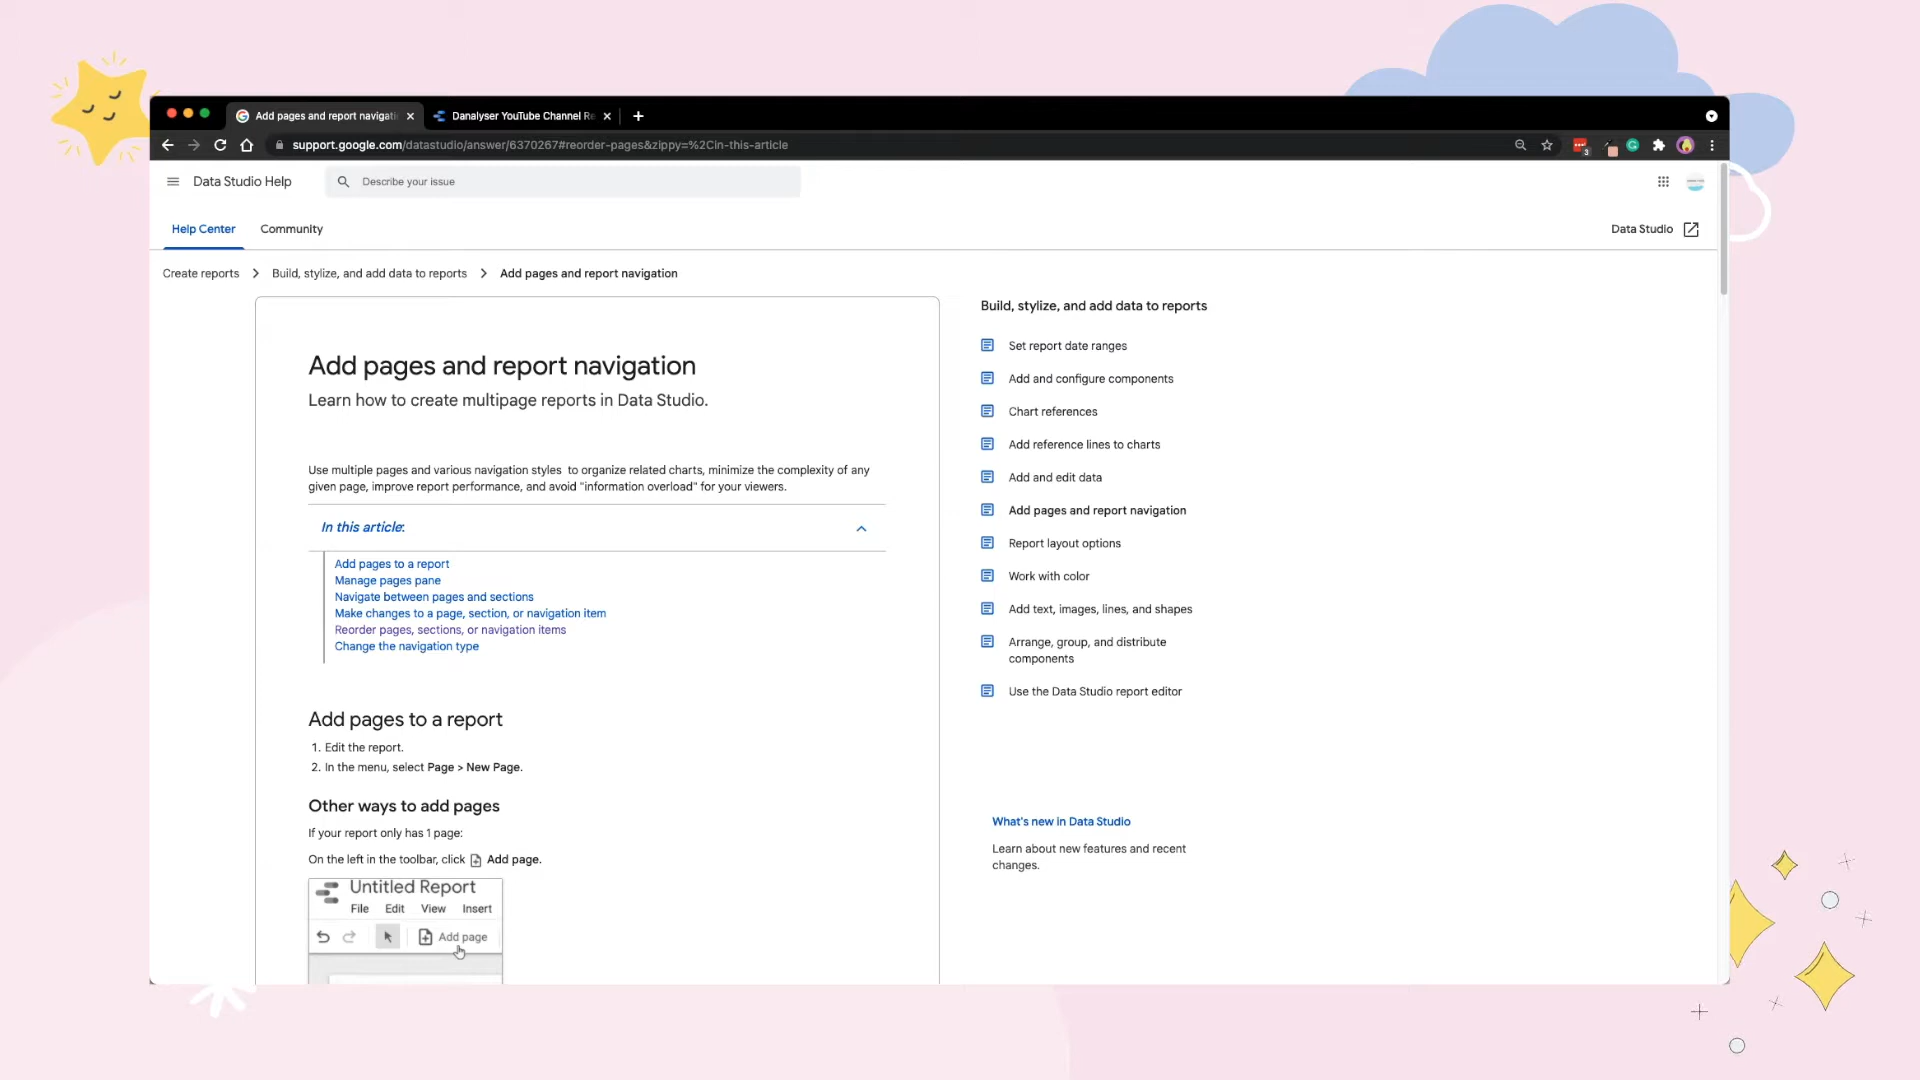 Add pages and report navigati
Danalyser YouTube Channel Re
support.google.com/datastudio/answer/6370267#reorder-pages&zippy=%2Cin-this-article
3
Data Studio Help
Describe your issue
Help Center
Community
Data Studio
Create reports
Build, stylize, and add data to reports
Add pages and report navigation
Add pages and report navigation
Learn how to create multipage reports in Data Studio.
Use multiple pages and various navigation styles to organize related charts, minimize the complexity of any
given page, improve report performance, and avoid "information overload" for your viewers.
In this article:
Add pages to a report
Manage pages pane
Navigate between pages and sections
Make changes to a page, section, or navigation item
Reorder pages, sections, or navigation items
Change the navigation type
Add pages to a report
1. Edit the report.
2. In the menu, select Page > New Page.
Other ways to add pages
If your report only has 1 page:
On the left in the toolbar, click Add page.
Untitled Report
File Edit View Insert
Add page
Build, stylize, and add data to reports
Set report date ranges
Add and configure components
Chart references
Add reference lines to charts
Add and edit data
Add pages and report navigation
Report layout options
Work with color
Add text, images, lines, and shapes
Arrange, group, and distribute
components
Use the Data Studio report editor
What's new in Data Studio
Learn about new features and recent
changes.